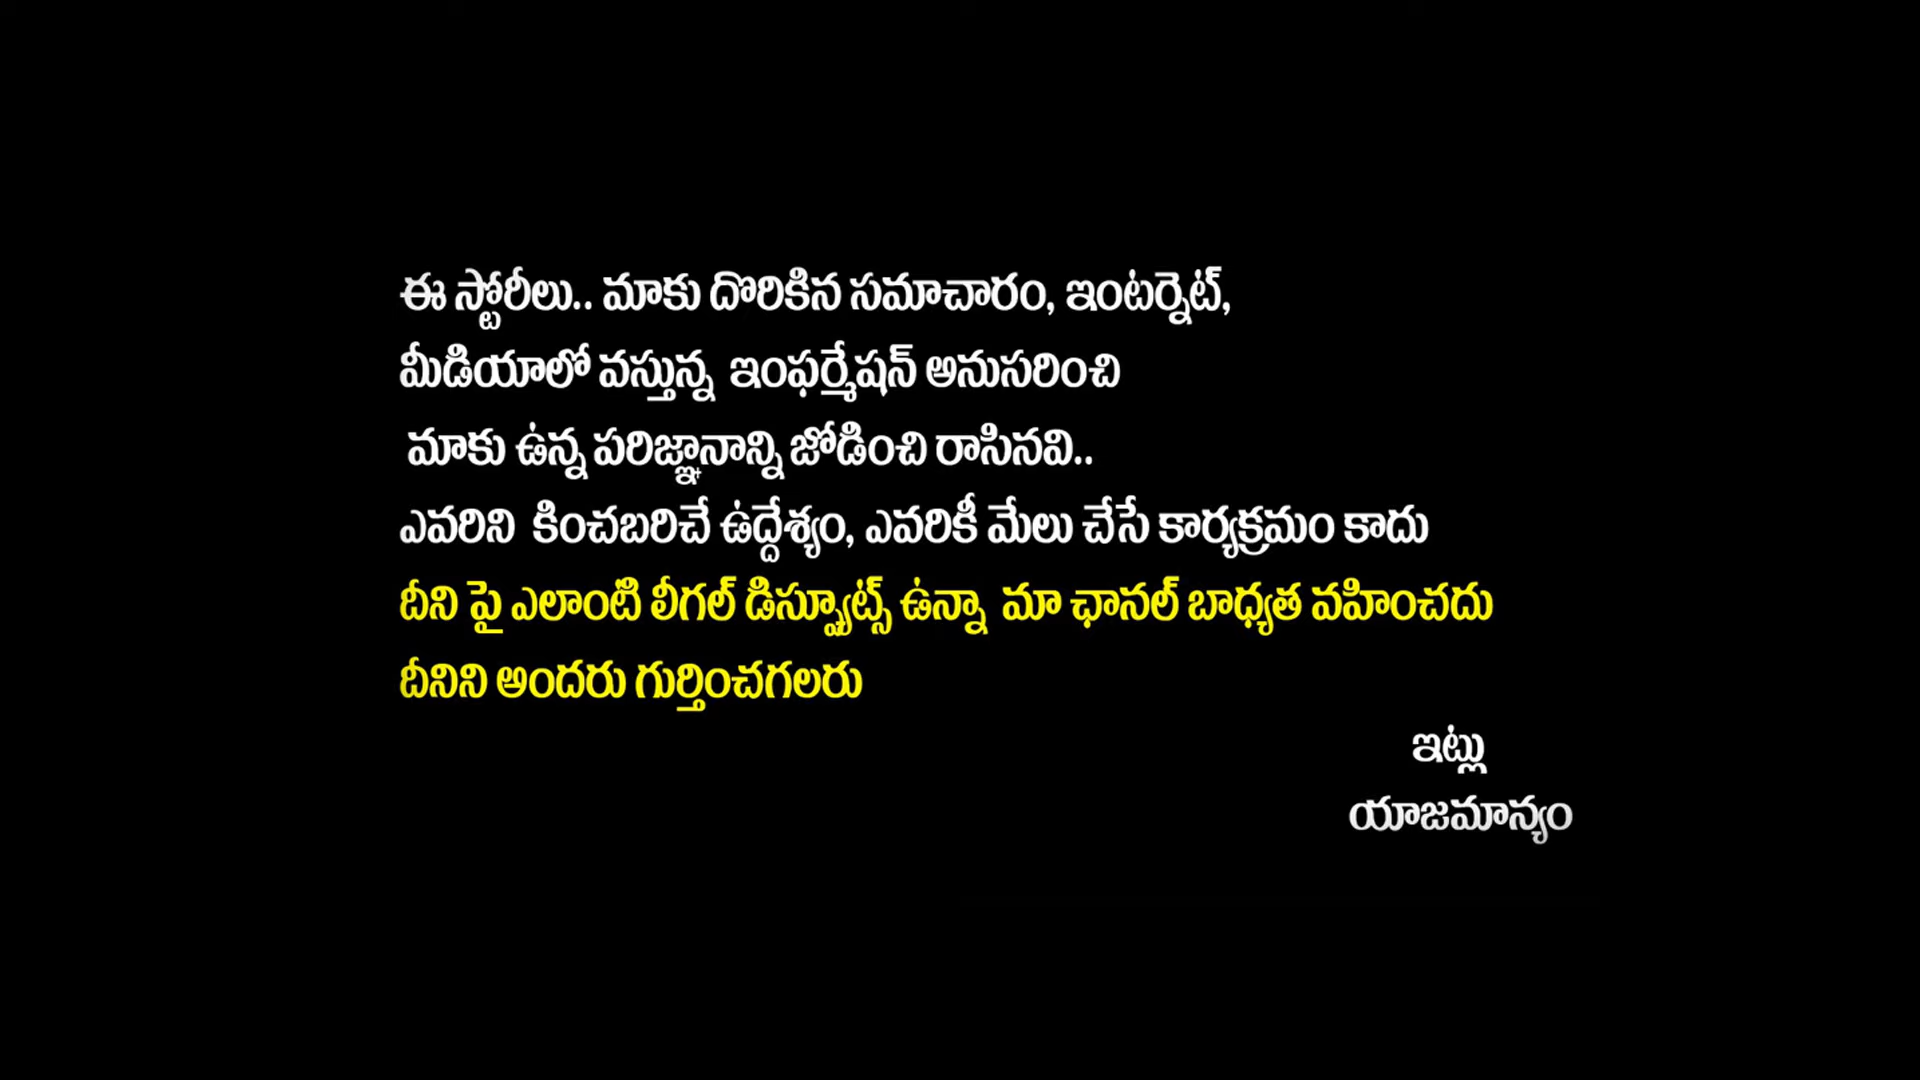 ఈ స్టోరీలు.. మాకు దొరికిన సమాచారం, ఇంటర్నెట్,
మీడియాలో వస్తున్న ఇంఫర్మేషన్ అనుసరించి
మాకు ఉన్న పరిజ్ఞానాన్ని జోడించి రాసినవి..
ఎవరిని కించబరిచే ఉద్దేశ్యం, ఎవరికీ మేలు చేసే కార్యక్రమం కాదు
దీని పై ఎలాంటి లీగల్ డిస్ప్యూట్స్ ఉన్నా మా ఛానల్ బాధ్యత వహించదు
దీనిని అందరు గుర్తించగలరు
ఇట్లు
యాజమాన్యం